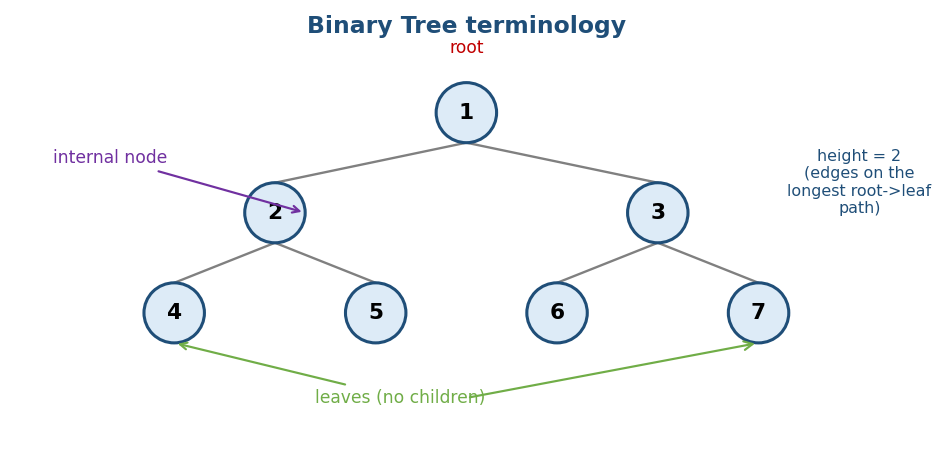 Binary Tree terminology
root
1
internal node
height = 2
(edges on the
longest root->leaf
path)
2
3
4
5
6
7
leaves (no children)